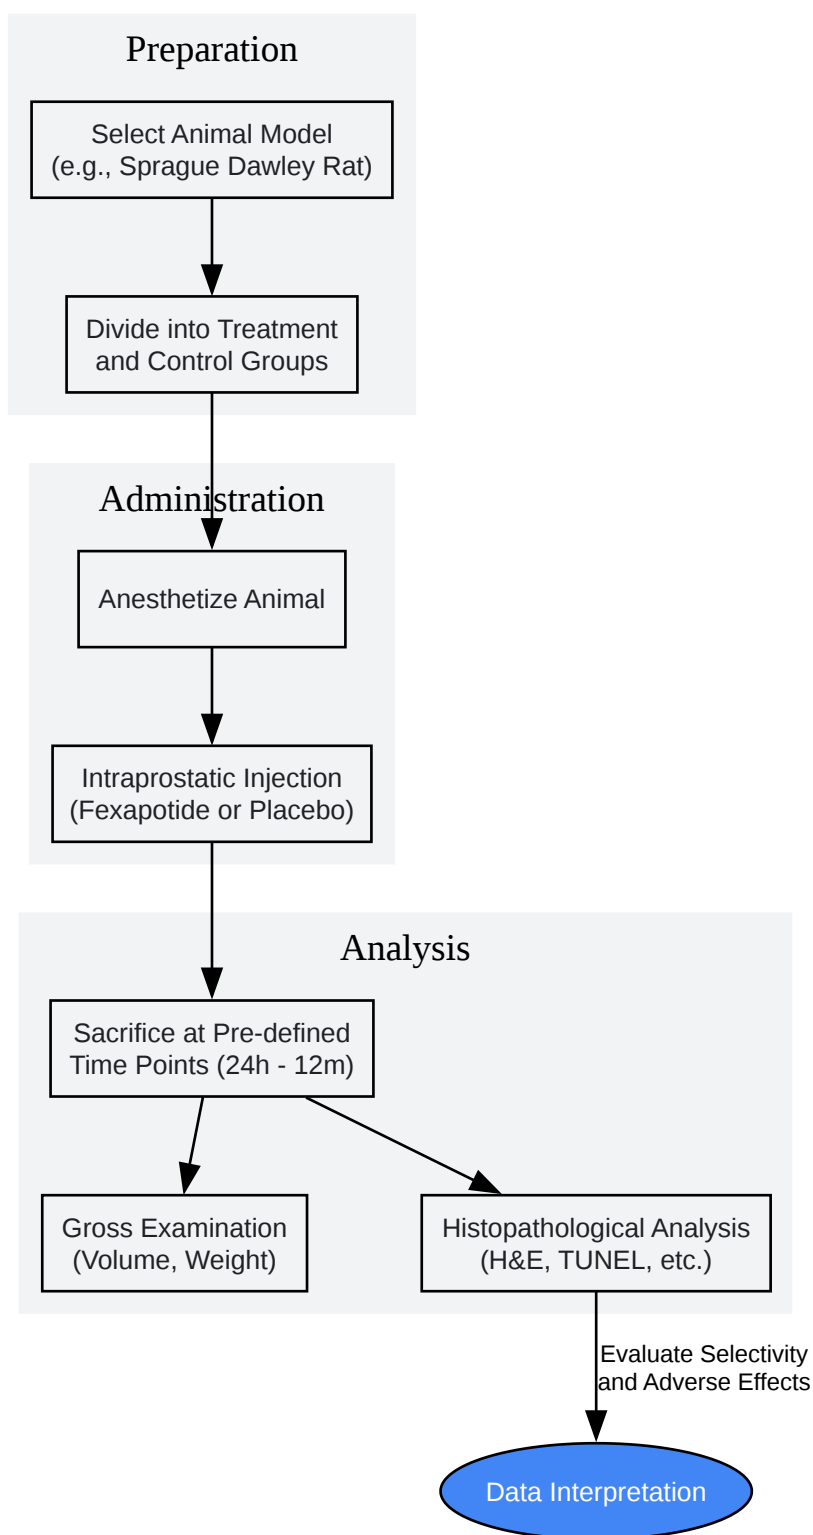 Preparation
Select Animal Model
(e.g., Sprague Dawley Rat)
Divide into Treatment
and Control Groups
Administration
Anesthetize Animal
Intraprostatic Injection
(Fexapotide or Placebo)
Analysis
Sacrifice at Pre-defined
Time Points (24h - 12m)
Gross Examination
(Volume, Weight)
Histopathological Analysis
(H&E, TUNEL, etc.)
Evaluate Selectivity
and Adverse Effects
Data Interpretation